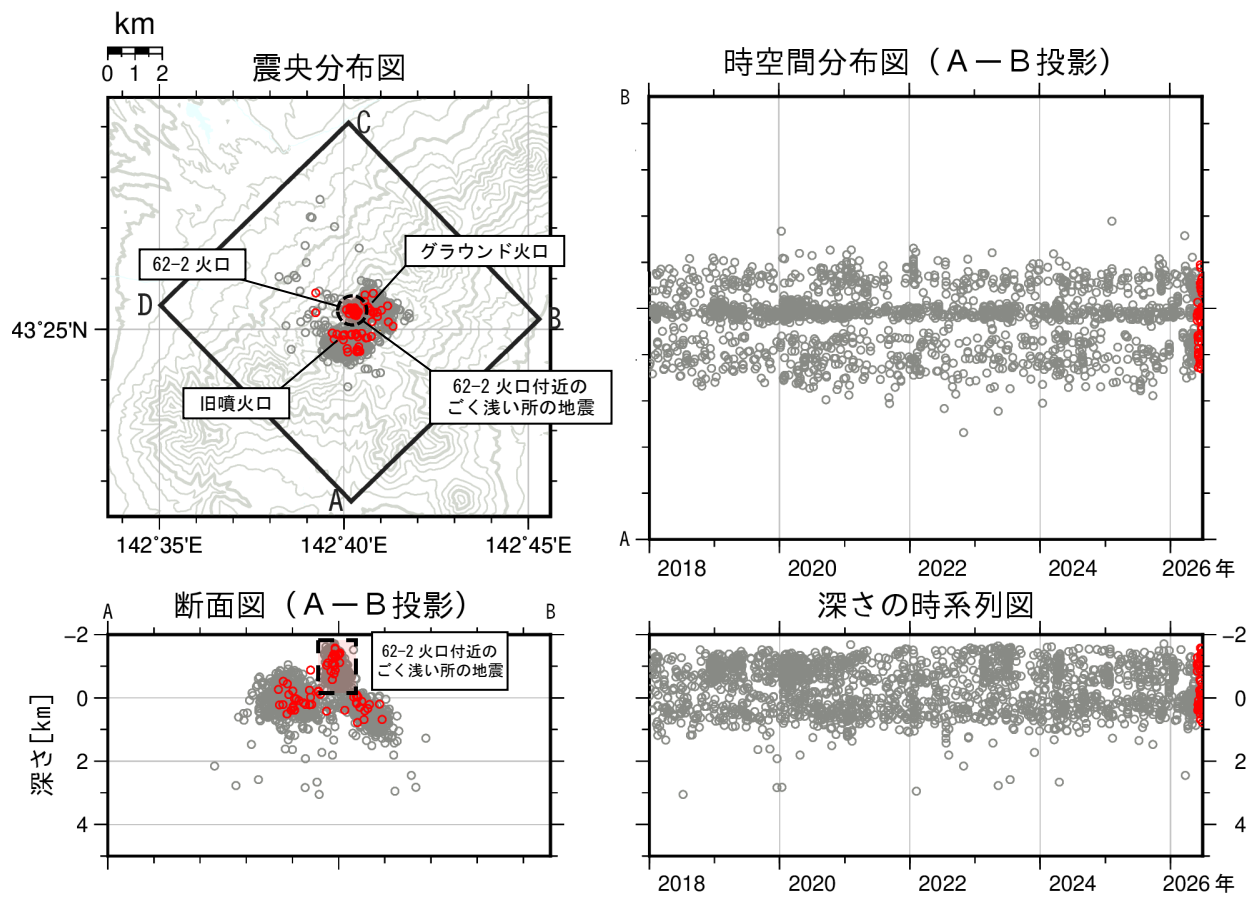 km
0 1 2
震央分布図
時空間分布図（A－B投影）
C
グラウンド火口
62-2 火口
D
B
43°25'N
62-2 火口付近の
ごく浅い所の地震
旧噴火口
A
142°35'E 142°40'E 142°45'E
B
A
2018 2020 2022 2024 2026 年
断面図（A－B投影）
A B
-2
0
2
4
深さ[km]
62-2 火口付近の
ごく浅い所の地震
深さの時系列図
-2
0
2
4
2018 2020 2022 2024 2026 年